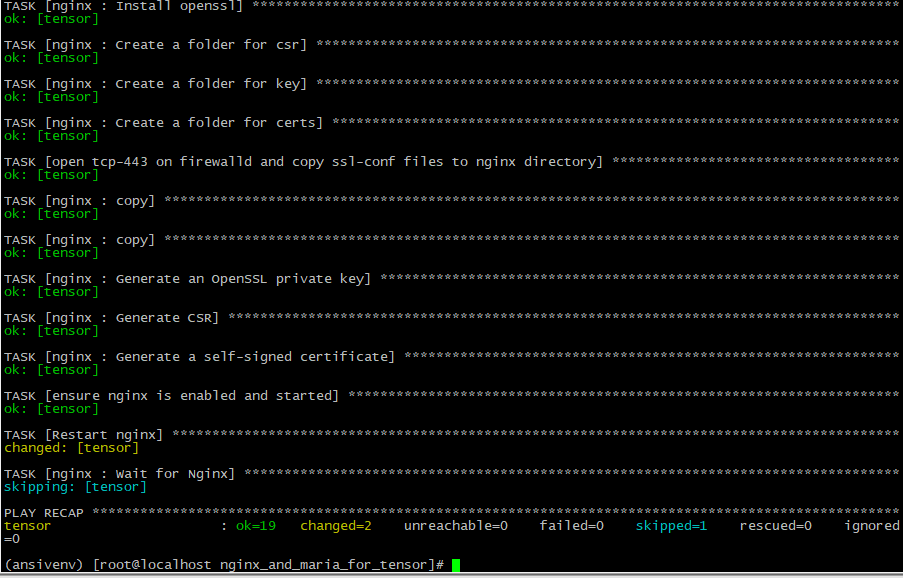 TASK [nginx : Install openssl] *********************************************************************************
ok: [tensor]
TASK [nginx : Create a folder for csr] *************************************************************************
ok: [tensor]
TASK [nginx : Create a folder for key] *************************************************************************
ok: [tensor]
TASK [nginx : Create a folder for certs] ***********************************************************************
ok: [tensor]
TASK [open tcp-443 on firewalld and copy ssl-conf files to nginx directory] ************************************
ok: [tensor]
TASK [nginx : copy] ********************************************************************************************
ok: [tensor]
TASK [nginx : copy] ********************************************************************************************
ok: [tensor]
TASK [nginx : Generate an OpenSSL private key] *****************************************************************
ok: [tensor]
TASK [nginx : Generate CSR] ************************************************************************************
ok: [tensor]
TASK [nginx : Generate a self-signed certificate] **************************************************************
ok: [tensor]
TASK [ensure nginx is enabled and started] *********************************************************************
ok: [tensor]
TASK [Restart nginx] *******************************************************************************************
changed: [tensor]
TASK [nginx : Wait for Nginx] **********************************************************************************
skipping: [tensor]
PLAY RECAP *****************************************************************************************************
tensor                     : ok=19   changed=2    unreachable=0    failed=0    skipped=1    rescued=0    ignored
=0
(ansivenv) [root@localhost nginx_and_maria_for_tensor]#